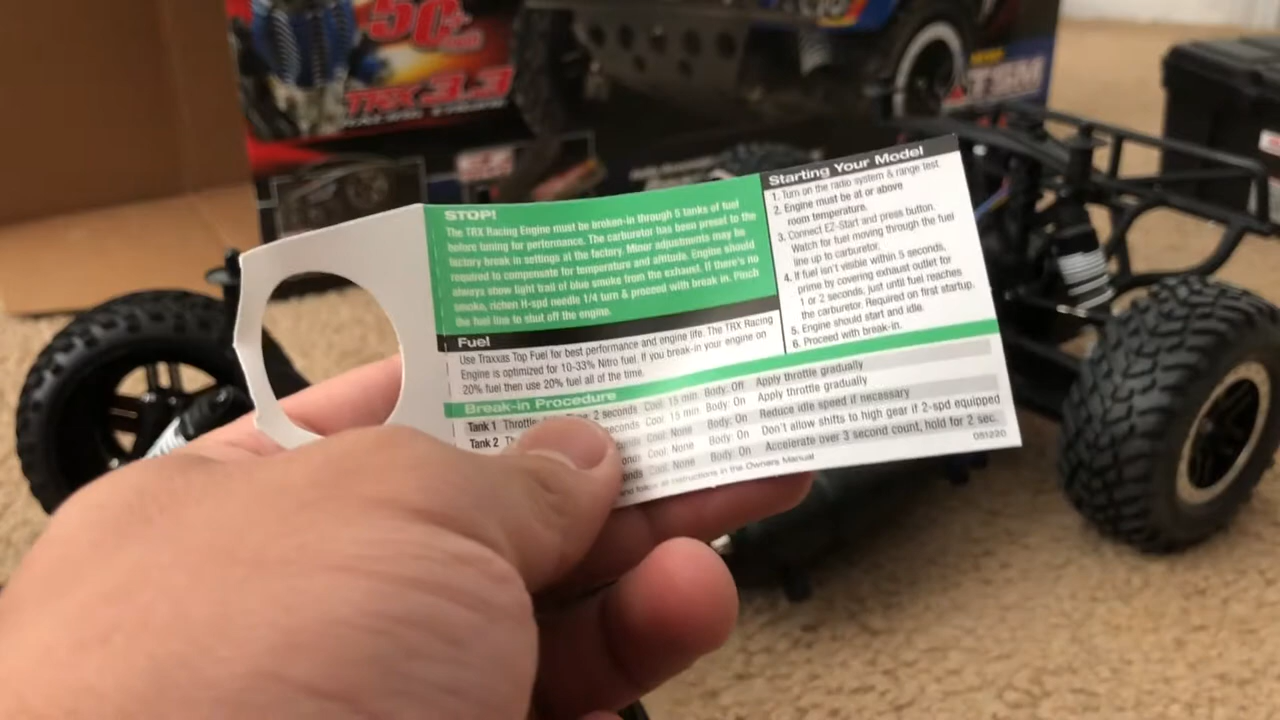 50+
TRX 3.3
TSM
STOP!
The TRX Racing Engine must be broken-in through 5 tanks of fuel
before tuning for performance. The carburetor has been preset to the
factory break in settings at the factory. Minor adjustments may be
required to compensate for temperature and altitude. Engine should
always show light trail of blue smoke from the exhaust. If there's no
smoke, richen H-spd needle 1/4 turn & proceed with break in. Pinch
the fuel line to shut off the engine.
Fuel
Use Traxxas Top Fuel for best performance and engine life. The TRX Racing
Engine is optimized for 10-33% Nitro fuel. If you break-in your engine on
20% fuel then use 20% fuel all of the time.
Starting Your Model
1. Turn on the radio system & range test.
2. Engine must be at or above
room temperature.
3. Connect EZ-Start and press button.
Watch for fuel moving through the fuel
line up to carburetor.
4. If fuel isn't visible within 5 seconds,
prime by covering exhaust outlet for
1 or 2 seconds, just until fuel reaches
the carburetor. Required on first startup.
5. Engine should start and idle.
6. Proceed with break-in.
Break-in Procedure
Tank 1 Throttle 2 seconds Cool: 15 min Body: Off Apply throttle gradually
Tank 2 Cool: 15 min Body: On Apply throttle gradually
Cool: None Body: On Reduce idle speed if necessary
Cool: None Body: On Don't allow shifts to high gear if 2-spd equipped
Cool: None Body: On Accelerate over 3 second count, hold for 2 sec.
and follow all instructions in the Owners Manual
051220